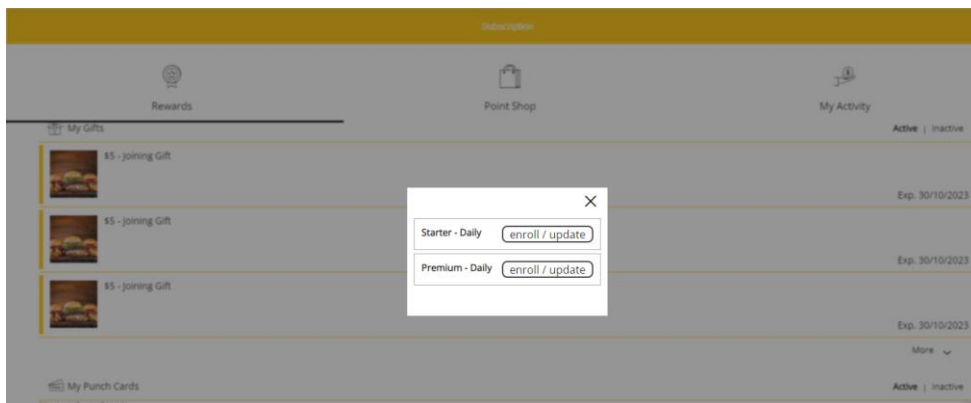 Subscription
Rewards
Point Shop
My Activity
My Gifts
Active | Inactive
$5 - Joining Gift
Exp. 30/10/2023
$5 - Joining Gift
Exp. 30/10/2023
$5 - Joining Gift
Exp. 30/10/2023
Starter - Daily enroll / update
Premium - Daily enroll / update
More
My Punch Cards
Active | Inactive